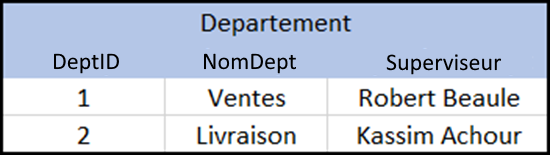 Departement
DeptID NomDept Superviseur
1 Ventes Robert Beaule
2 Livraison Kassim Achour